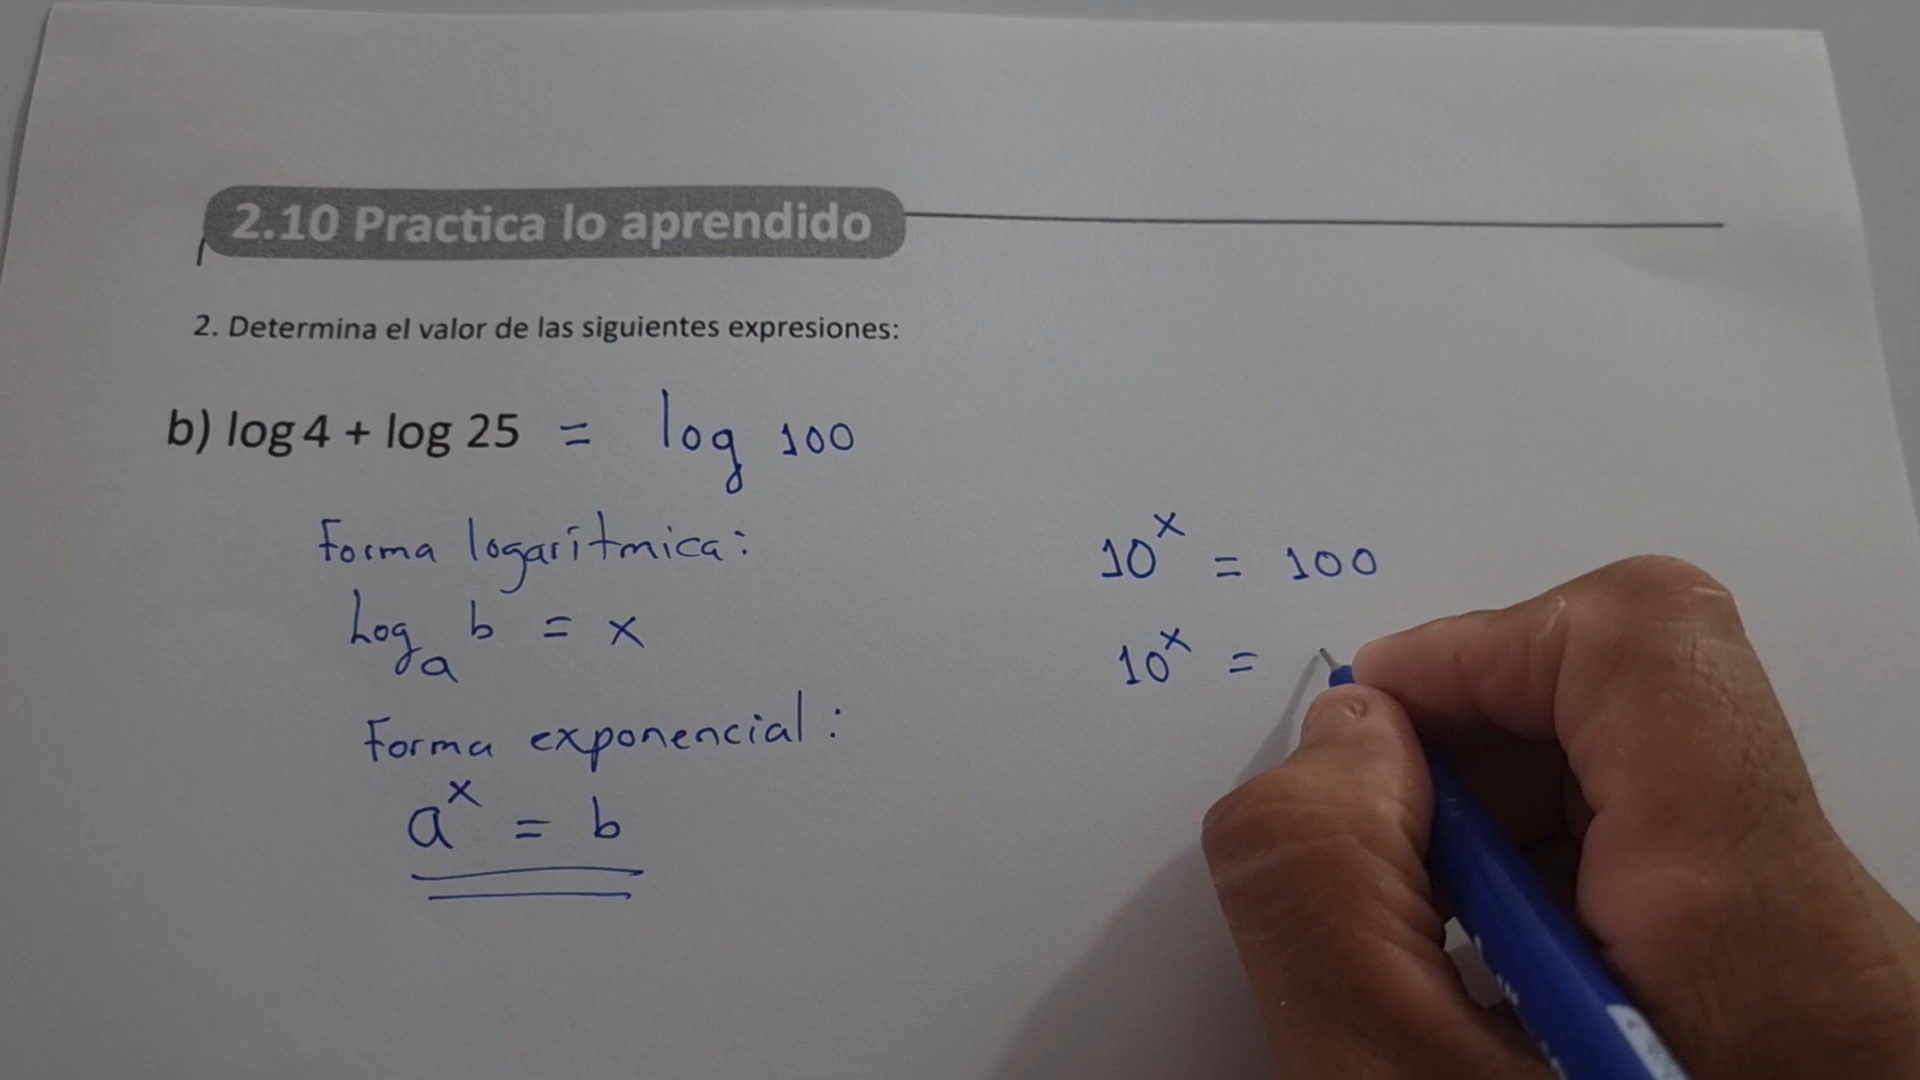 2.10 Practica lo aprendido
2. Determina el valor de las siguientes expresiones:
b) log 4 + log 25 = log 100
Forma logarítmica:
Log_a b = x
Forma exponencial:
a^x = b
10^x = 100
10^x =